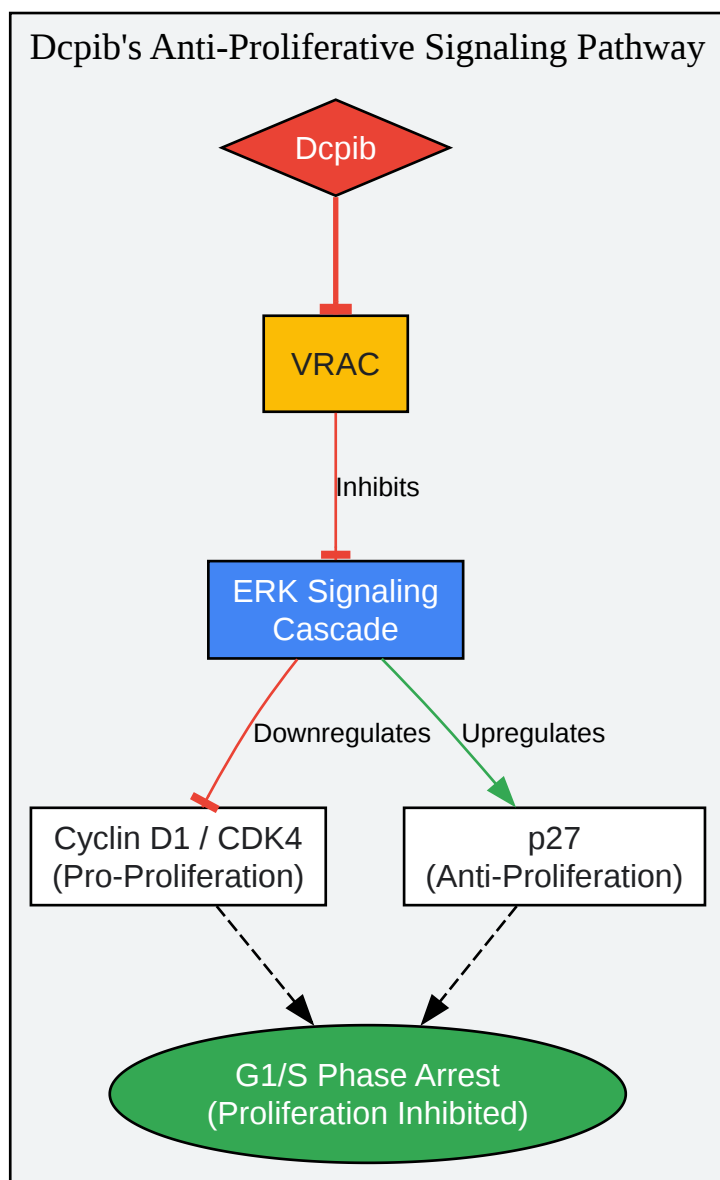 Dcpib's Anti-Proliferative Signaling Pathway
Dcpib
VRAC
Inhibits
ERK Signaling
Cascade
Downregulates
Upregulates
Cyclin D1 / CDK4
(Pro-Proliferation)
p27
(Anti-Proliferation)
G1/S Phase Arrest
(Proliferation Inhibited)